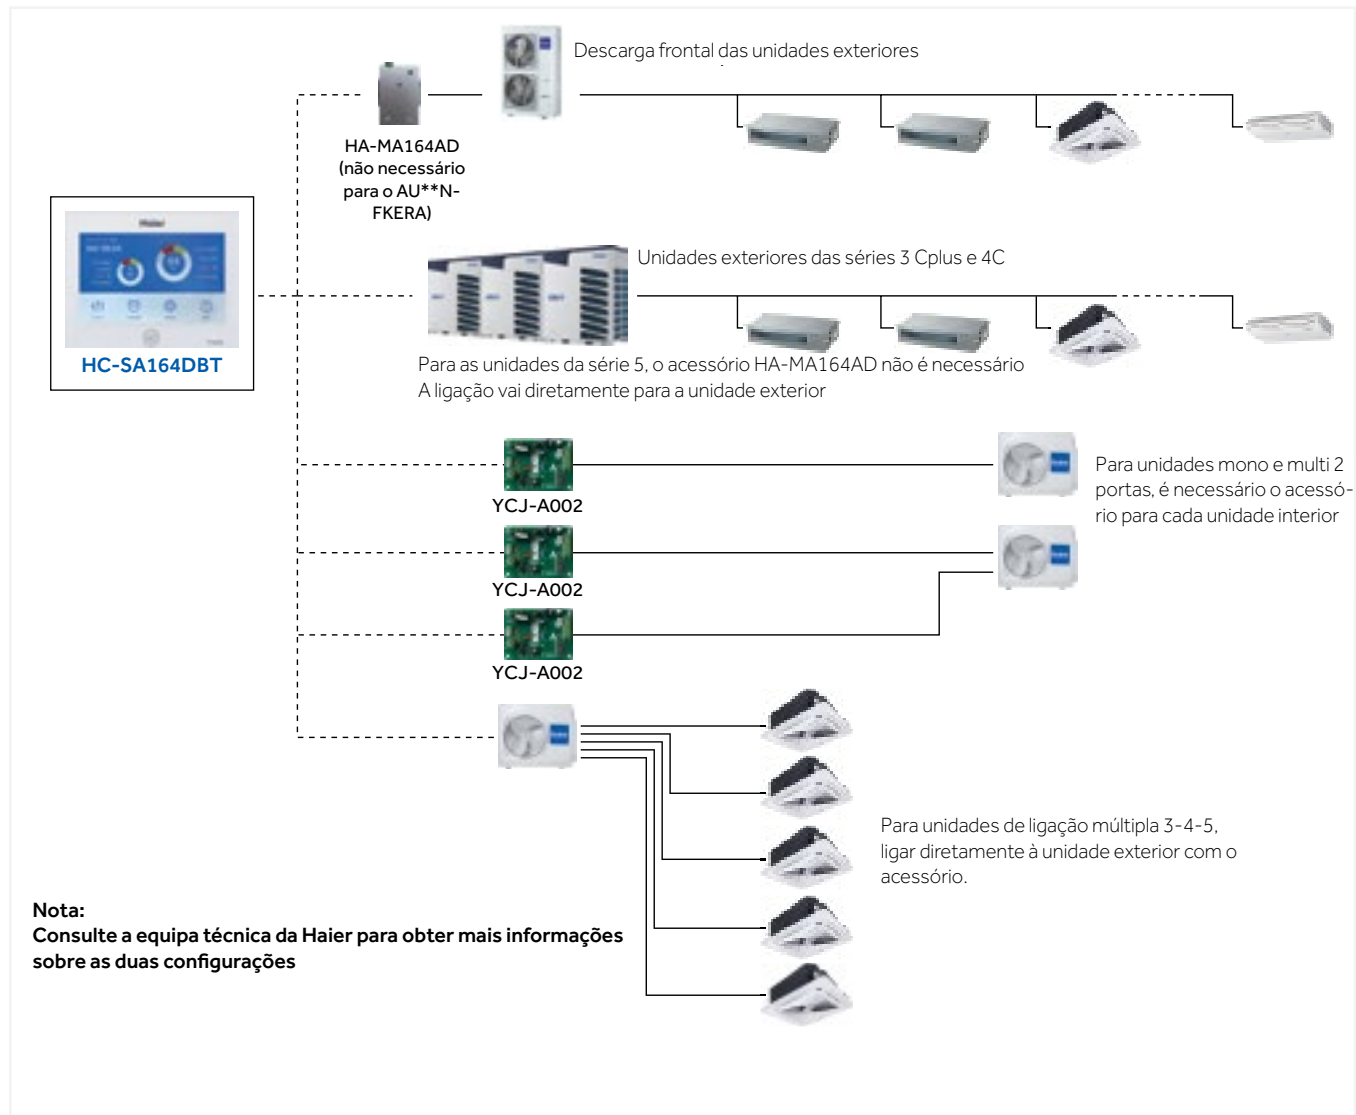 Descarga frontal das unidades exteriores
HA-MA164AD
(não necessário
para o AU**N-
FKERA)
Haier
HC-SA164DBT
Unidades exteriores das séries 3 Cplus e 4C
Para as unidades da série 5, o acessório HA-MA164AD não é necessário
A ligação vai diretamente para a unidade exterior
YCJ-A002
Para unidades mono e multi 2
portas, é necessário o acessó-
rio para cada unidade interior
YCJ-A002
YCJ-A002
Para unidades de ligação múltipla 3-4-5,
ligar diretamente à unidade exterior com o
acessório.
Nota:
Consulte a equipa técnica da Haier para obter mais informações
sobre as duas configurações